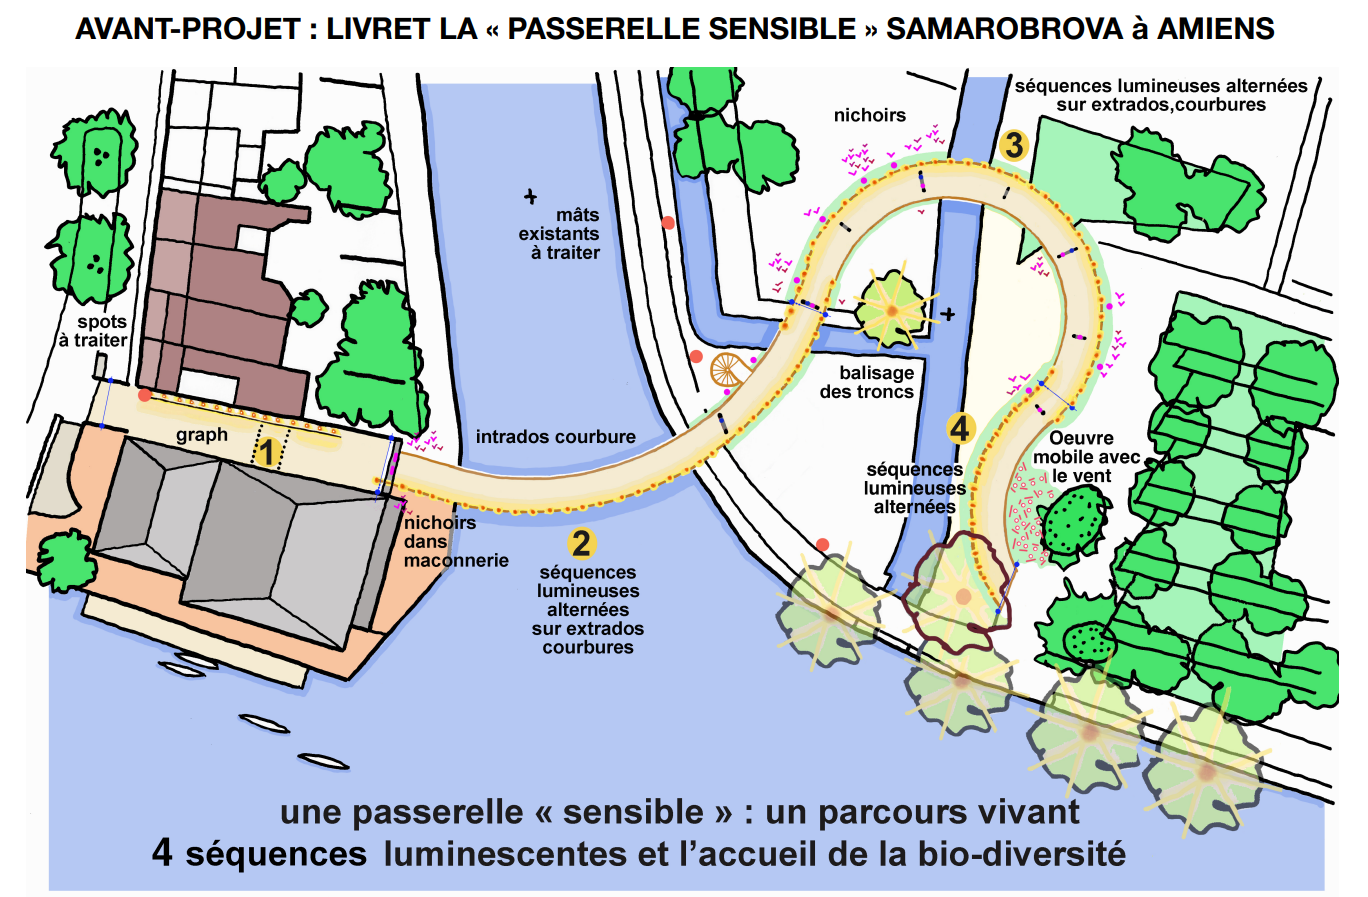 AVANT-PROJET : LIVRET LA « PASSERELLE SENSIBLE » SAMAROBROVA à AMIENS
séquences lumineuses alternées
sur extrados,courbures
nichoirs
3
mâts
existants
à traiter
spots
à traiter
balisage
des troncs
graph
1
intrados courbure
4
séquences
lumineuses
alternées
Oeuvre
mobile avec
le vent
nichoirs
dans
maconnerie
2
séquences
lumineuses
alternées
sur extrados
courbures
une passerelle « sensible » : un parcours vivant
4 séquences luminescentes et l’accueil de la bio-diversité